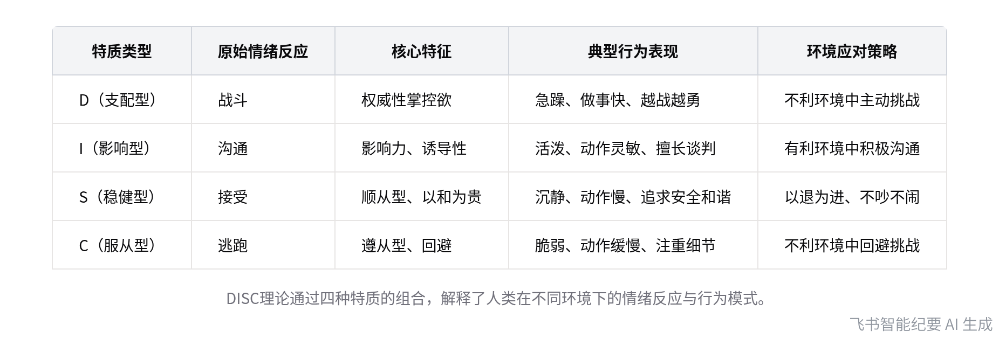 特质类型 原始情绪反应 核心特征 典型行为表现 环境应对策略
D（支配型） 战斗 权威性掌控欲 急躁、做事快、越战越勇 不利环境中主动挑战
I（影响型） 沟通 影响力、诱导性 活泼、动作灵敏、擅长谈判 有利环境中积极沟通
S（稳健型） 接受 顺从型、以和为贵 沉静、动作慢、追求安全和谐 以退为进、不吵不闹
C（服从型） 逃跑 遵从型、回避 脆弱、动作缓慢、注重细节 不利环境中回避挑战
DISC理论通过四种特质的组合，解释了人类在不同环境下的情绪反应与行为模式。
飞书智能纪要 AI 生成